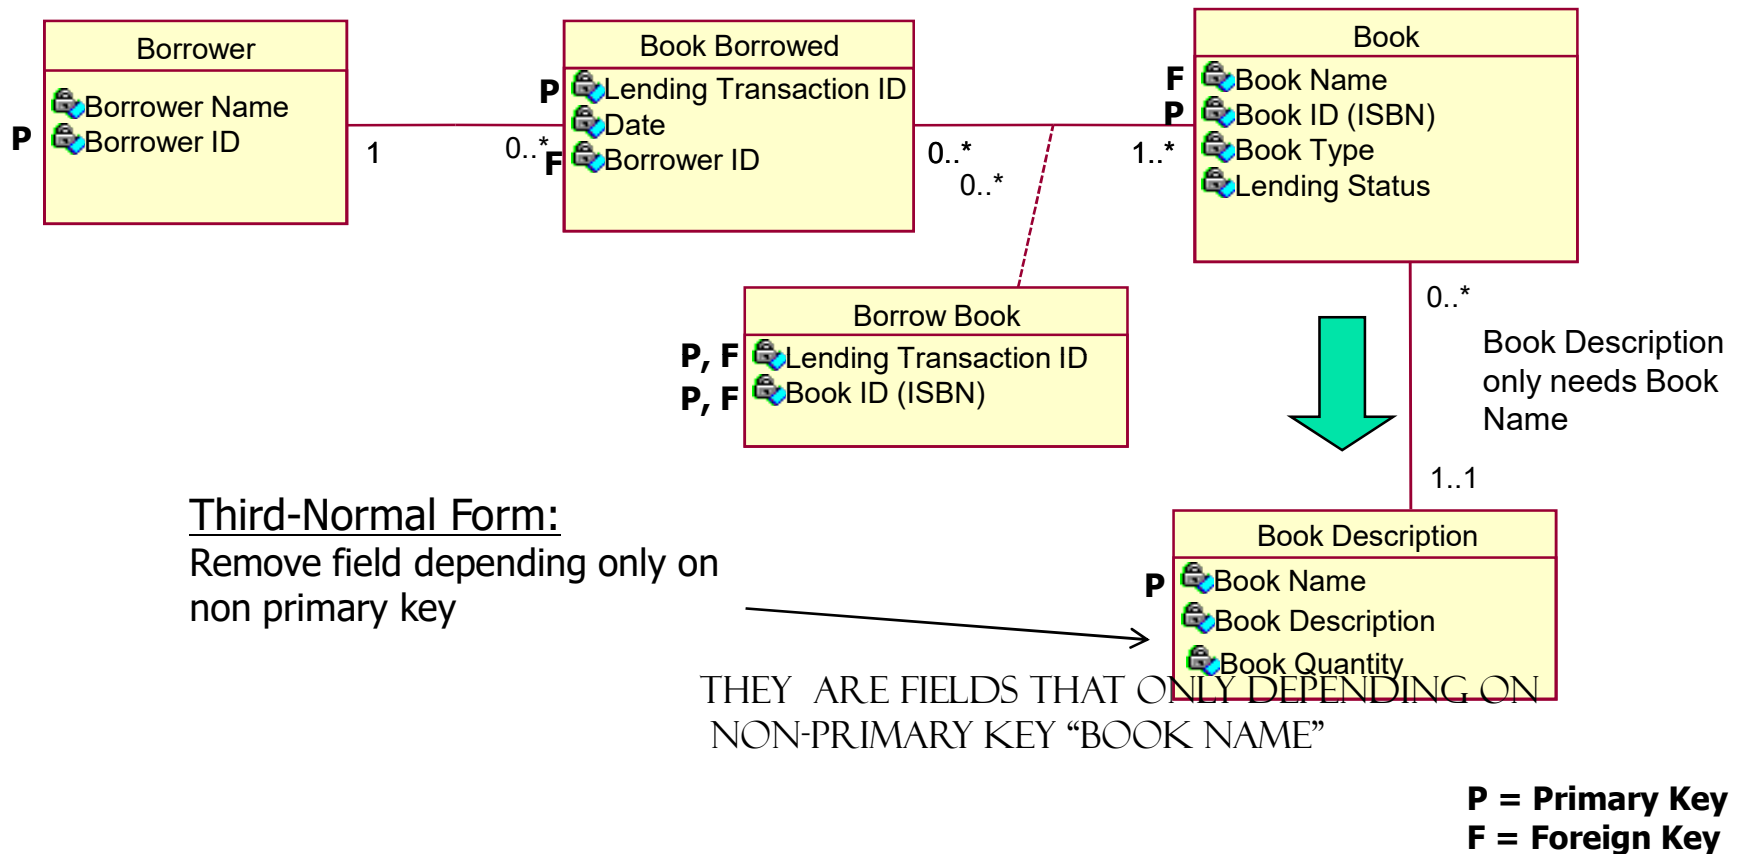 Borrower
Borrower Name
P
Borrower ID
1
0..*
Book Borrowed
P
Lending Transaction ID
Date
F
Borrower ID
0..*
0..*
1..*
Book
F
Book Name
P
Book ID (ISBN)
Book Type
Lending Status
Borrow Book
P, F
Lending Transaction ID
P, F
Book ID (ISBN)
0..*
Book Description
only needs Book
Name
1..1
Third-Normal Form:
Remove field depending only on
non primary key
Book Description
P
Book Name
Book Description
Book Quantity
THEY ARE FIELDS THAT ONLY DEPENDING ON
NON-PRIMARY KEY “BOOK NAME”
P = Primary Key
F = Foreign Key